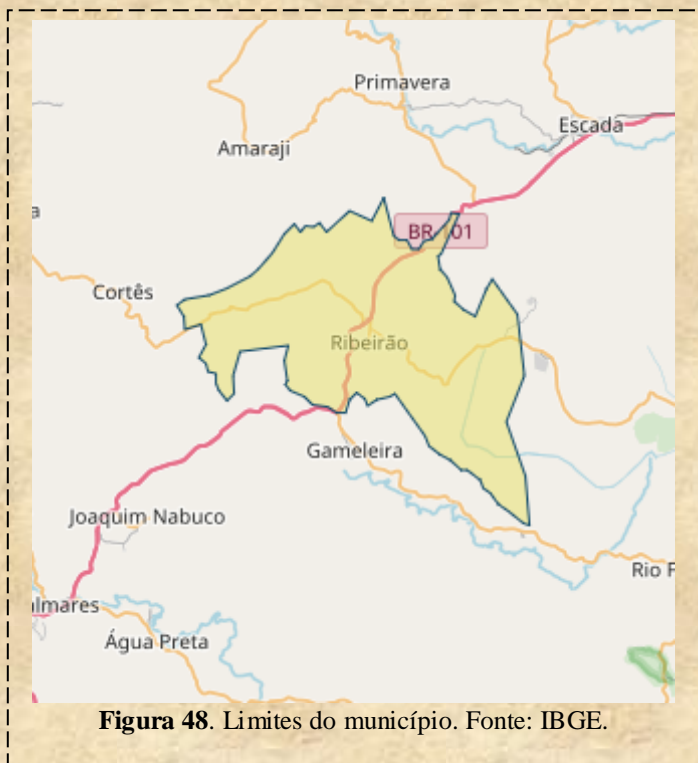 Primavera
Escada
Amaraji
BR 101
Cortês
Ribeirão
Gameleira
Joaquim Nabuco
Rio F
lmares
Água Preta
Figura 48. Limites do município. Fonte: IBGE.